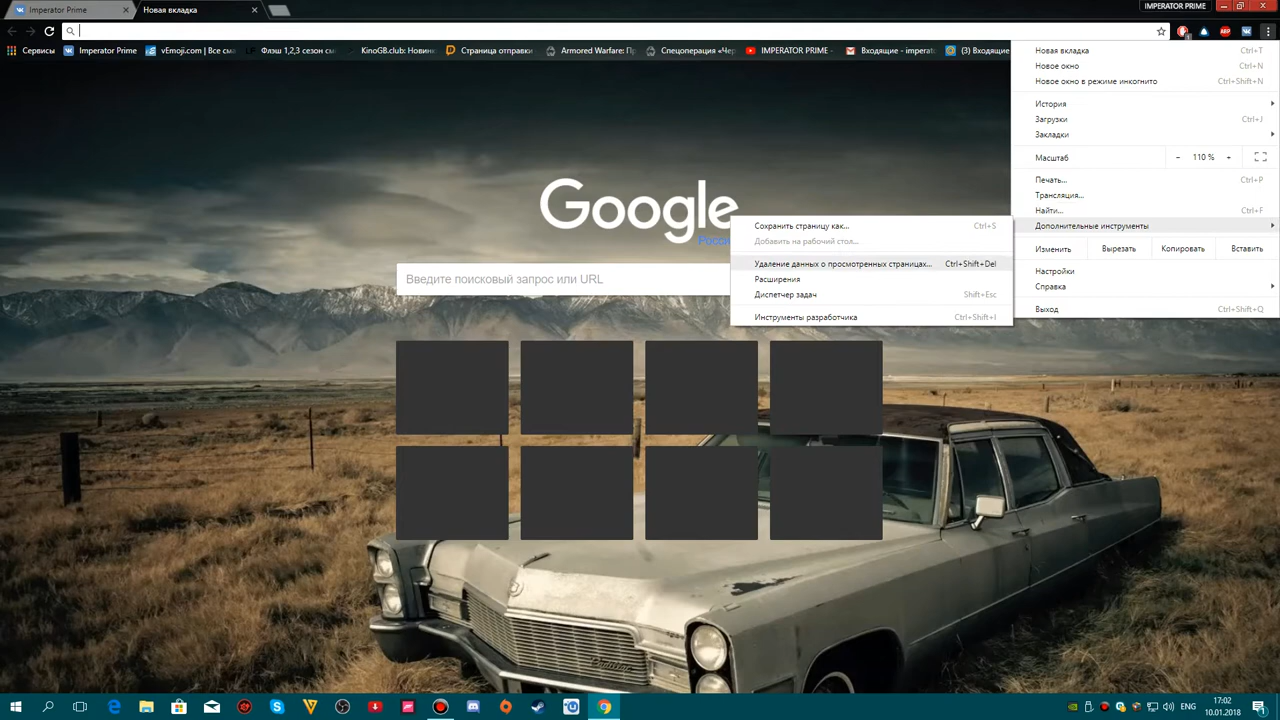 Imperator Prime
Новая вкладка
IMPERATOR PRIME
Сервисы
Imperator Prime
vEmoji.com | Все см
Флэш 1,2,3 сезон см
KinoGB.club: Новин
Страница отправки
Armored Warfare: Пр
Спецоперация «Чер
IMPERATOR PRIME -
Входящие - imperato
(3) Входящие
Новая вкладка Ctrl+T
Новое окно Ctrl+N
Новое окно в режиме инкогнито Ctrl+Shift+N
История
Загрузки Ctrl+J
Закладки
Масштаб - 110 % +
Печать... Ctrl+P
Трансляция...
Найти... Ctrl+F
Дополнительные инструменты
Изменить Вырезать Копировать Вставить
Настройки
Справка
Выход Ctrl+Shift+Q
Google
Сохранить страницу как... Ctrl+S
Добавить на рабочий стол...
Удаление данных о просмотренных страницах... Ctrl+Shift+Del
Расширения
Диспетчер задач Shift+Esc
Инструменты разработчика Ctrl+Shift+I
Введите поисковый запрос или URL
Cadillac
ENG
17:02
10.01.2018